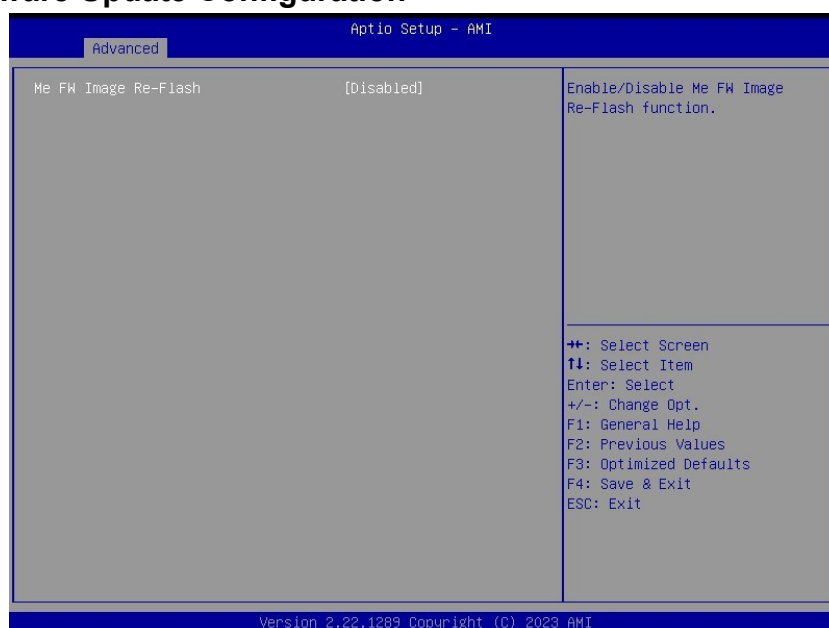 Update Configuration
Aptio Setup - AMI
Advanced
Me FW Image Re-Flash [Disabled]
Enable/Disable Me FW Image
Re-Flash function.
→←: Select Screen
↑↓: Select Item
Enter: Select
+/-: Change Opt.
F1: General Help
F2: Previous Values
F3: Optimized Defaults
F4: Save & Exit
ESC: Exit
Version 2.22.1289 Copyright (C) 2023 AMI